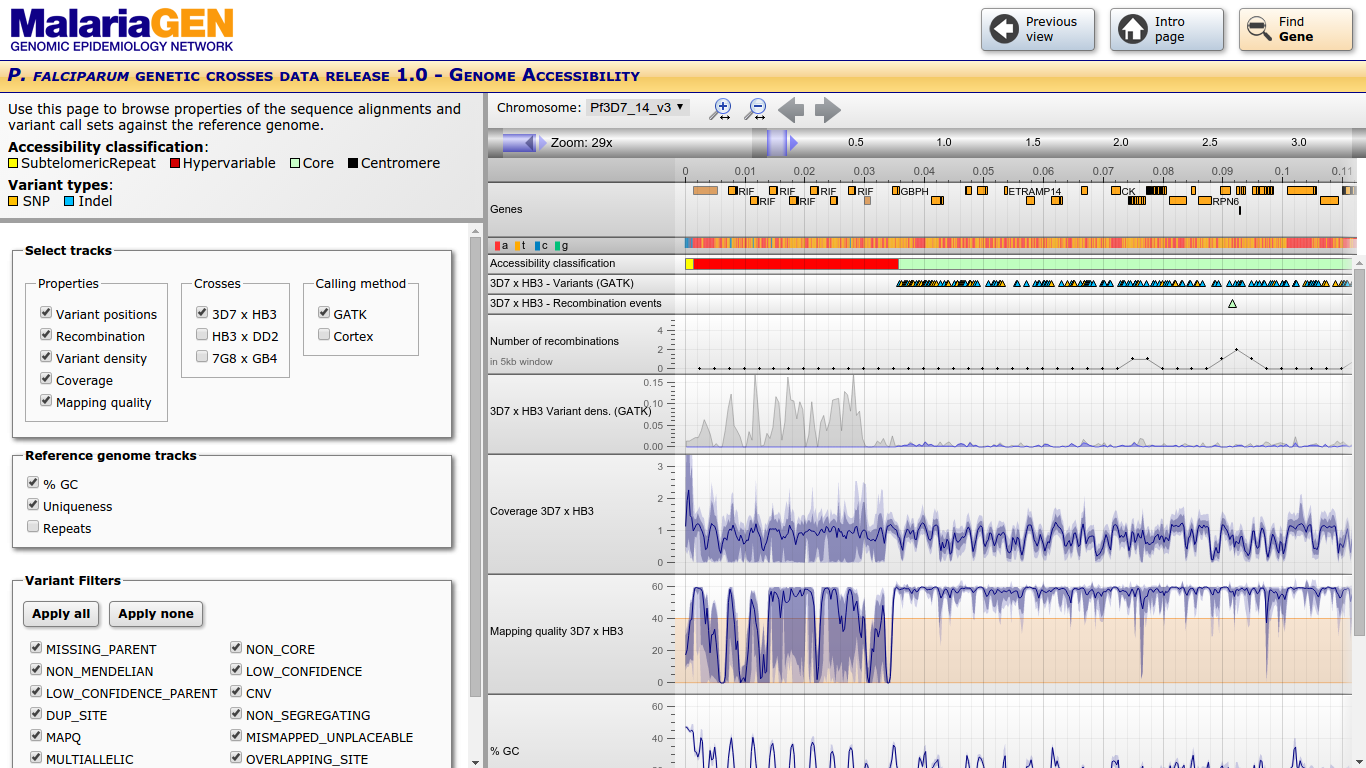 MalariaGEN
GENOMIC EPIDEMIOLOGY NETWORK
Previous view
Intro page
Find Gene
P. FALCIPARUM GENETIC CROSSES DATA RELEASE 1.0 - GENOME ACCESSIBILITY
Use this page to browse properties of the sequence alignments and
variant call sets against the reference genome.
Accessibility classification:
SubtelomericRepeat Hypervariable Core Centromere
Variant types:
SNP Indel
Select tracks
Properties
Variant positions
Recombination
Variant density
Coverage
Mapping quality
Crosses
3D7 x HB3
HB3 x DD2
7G8 x GB4
Calling method
GATK
Cortex
Reference genome tracks
% GC
Uniqueness
Repeats
Variant Filters
Apply all Apply none
MISSING_PARENT NON_CORE
NON_MENDELIAN LOW_CONFIDENCE
LOW_CONFIDENCE_PARENT CNV
DUP_SITE NON_SEGREGATING
MAPQ MISMAPPED_UNPLACEABLE
MULTIALLELIC OVERLAPPING_SITE
Chromosome: Pf3D7_14_v3
Zoom: 29x 0.5 1.0 1.5 2.0 2.5 3.0
0 0.01 0.02 0.03 0.04 0.05 0.06 0.07 0.08 0.09 0.1 0.11
RIF RIF RIF RIF GBPH ETRAMP14 CK
RIF RIF RPN6
Genes
a t c g
Accessibility classification
3D7 x HB3 - Variants (GATK)
3D7 x HB3 - Recombination events
Number of recombinations
in 5kb window
4
2
0
3D7 x HB3 Variant dens. (GATK)
0.15
0.10
0.05
0.00
Coverage 3D7 x HB3
3
2
1
0
Mapping quality 3D7 x HB3
60
40
20
0
% GC
60
40